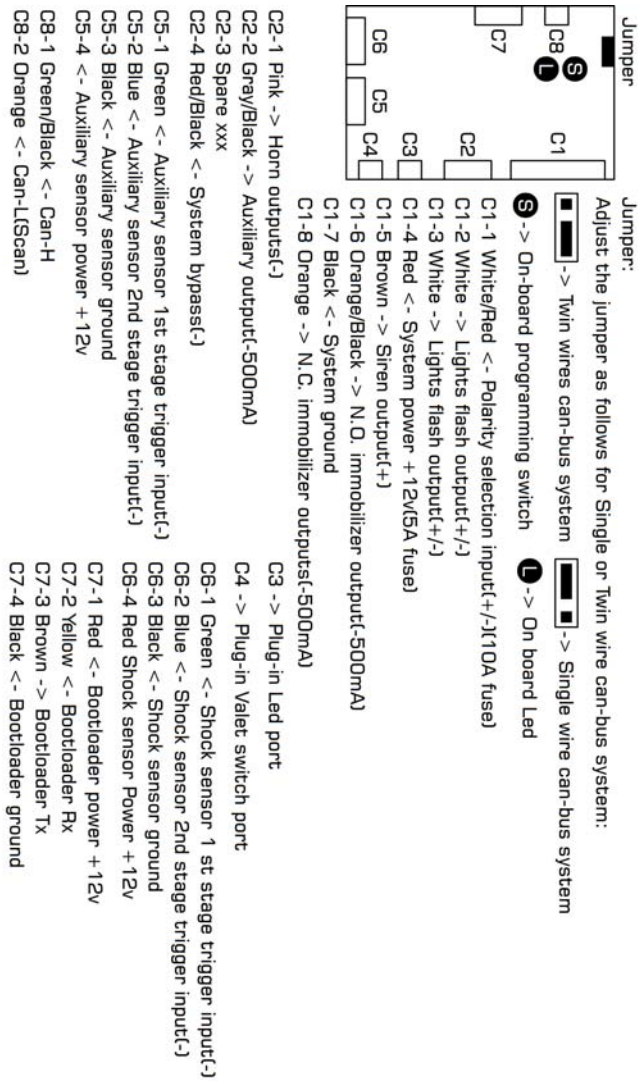 Jumper
C8
S
L
C7
C6
C5
C1
C2
C3
C4
Jumper:
Adjust the jumper as follows for Single or Twin wire can-bus system:
-> Twin wires can-bus system
-> Single wire can-bus system
S -> On-board programming switch
L -> On board Led
C1-1 White/Red <- Polarity selection input(+/-)(10A fuse)
C1-2 White -> Lights flash output(+/-)
C1-3 White -> Lights flash output(+/-)
C1-4 Red <- System power +12v(5A fuse)
C1-5 Brown -> Siren output(+)
C1-6 Orange/Black -> N.O. immobilizer output(-500mA)
C1-7 Black <- System ground
C1-8 Orange -> N.C. immobilizer outputs(-500mA)
C2-1 Pink -> Horn outputs(-)
C2-2 Gray/Black -> Auxiliary output(-500mA)
C2-3 Spare xxx
C2-4 Red/Black <- System bypass(-)
C3 -> Plug-in Led port
C4 -> Plug-in Valet switch port
C5-1 Green <- Auxiliary sensor 1st stage trigger input(-)
C5-2 Blue <- Auxiliary sensor 2nd stage trigger input(-)
C5-3 Black <- Auxiliary sensor ground
C5-4 <- Auxiliary sensor power +12v
C6-1 Green <- Shock sensor 1 st stage trigger input(-)
C6-2 Blue <- Shock sensor 2nd stage trigger input(-)
C6-3 Black <- Shock sensor ground
C6-4 Red Shock sensor Power +12v
C7-1 Red <- Bootloader power +12v
C7-2 Yellow <- Bootloader Rx
C7-3 Brown -> Bootloader Tx
C7-4 Black <- Bootloader ground
C8-1 Green/Black <- Can-H
C8-2 Orange <- Can-L(Scan)